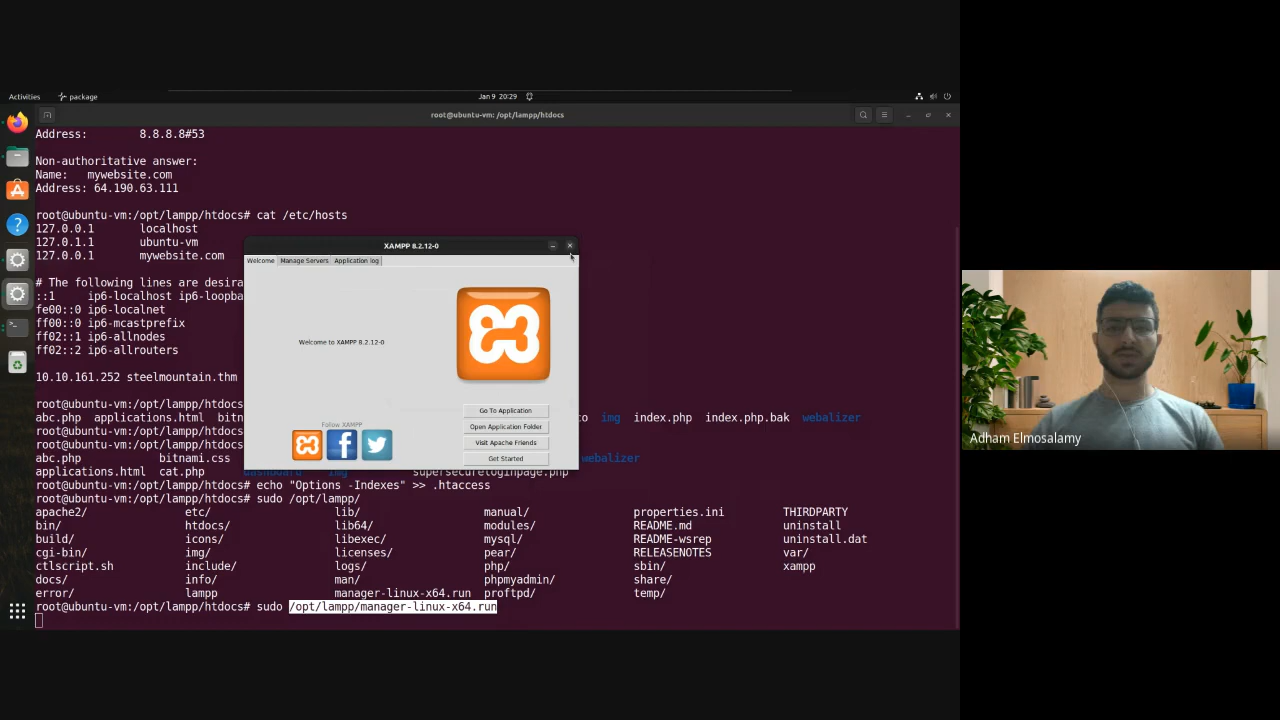 Activities package Jan 9 20:29
root@ubuntu-vm: /opt/lampp/htdocs
Address: 8.8.8.8#53
Non-authoritative answer:
Name: mywebsite.com
Address: 64.190.63.111
root@ubuntu-vm:/opt/lampp/htdocs# cat /etc/hosts
127.0.0.1 localhost
127.0.1.1 ubuntu-vm
127.0.0.1 mywebsite.com
# The following lines are desira
::1 ip6-localhost ip6-loopba
fe00::0 ip6-localnet
ff00::0 ip6-mcastprefix
ff02::1 ip6-allnodes
ff02::2 ip6-allrouters
10.10.161.252 steelmountain.thm
XAMPP 8.2.12-0
Welcome Manage Servers Application log
Welcome to XAMPP 8.2.12-0
Go To Application
Open Application Folder
Visit Apache Friends
Get Started
Follow XAMPP
root@ubuntu-vm:/opt/lampp/htdocs
abc.php applications.html bitn img index.php index.php.bak webalizer
root@ubuntu-vm:/opt/lampp/htdocs
root@ubuntu-vm:/opt/lampp/htdocs
abc.php bitnami.css webalizer
applications.html cat.php dashboard img supersecureloginpage.php
root@ubuntu-vm:/opt/lampp/htdocs# echo "Options -Indexes" >> .htaccess
root@ubuntu-vm:/opt/lampp/htdocs# sudo /opt/lampp/
apache2/ etc/ lib/ manual/ properties.ini THIRDPARTY
bin/ htdocs/ lib64/ modules/ README.md uninstall
build/ icons/ libexec/ mysql/ README-wsrep uninstall.dat
cgi-bin/ img/ licenses/ pear/ RELEASENOTES var/
ctlscript.sh include/ logs/ php/ sbin/ xampp
docs/ info/ man/ phpmyadmin/ share/
error/ lampp manager-linux-x64.run proftpd/ temp/
root@ubuntu-vm:/opt/lampp/htdocs# sudo /opt/lampp/manager-linux-x64.run
Adham Elmosalamy